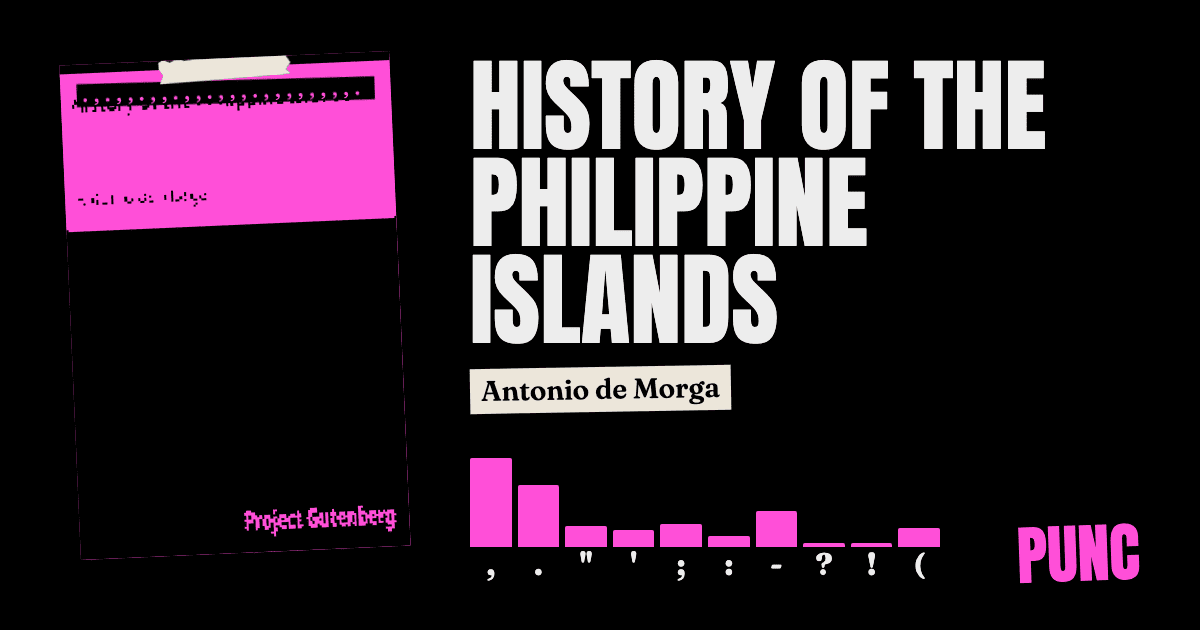 HISTORY OF THE
PHILIPPINE
ISLANDS
Antonio de Morga
Project Gutenberg
, . " ' ; : - ? ! (
PUNC